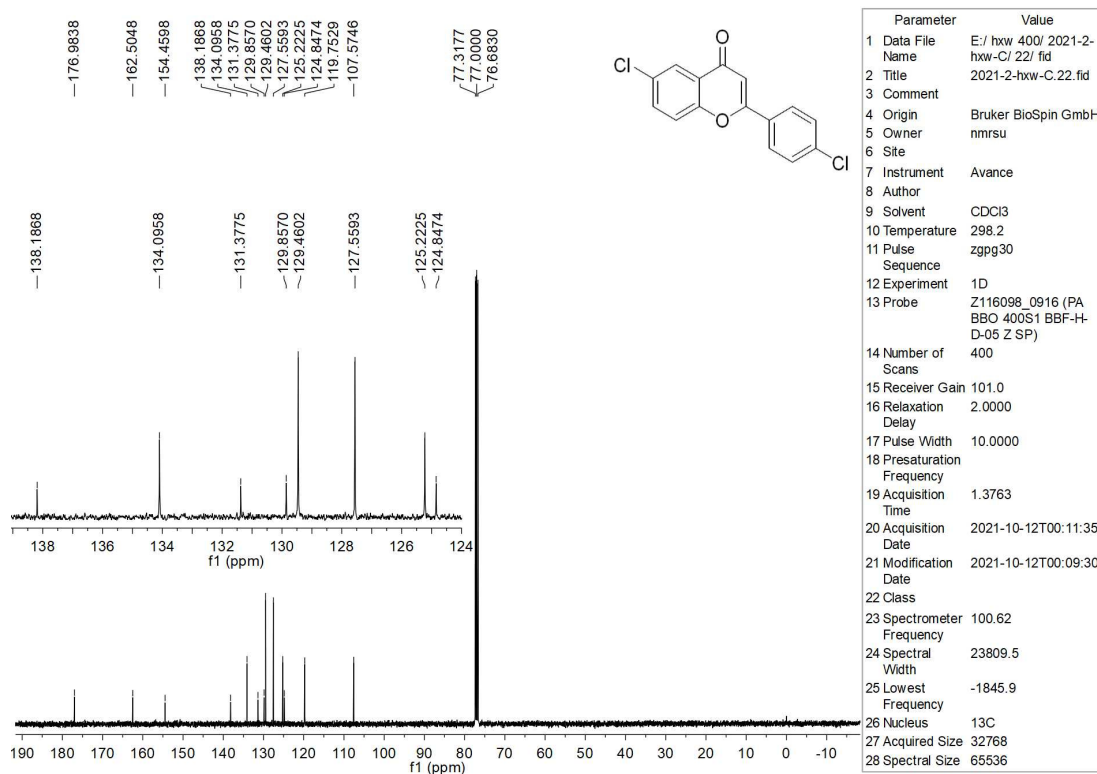 176.9838
162.5048
154.4598
138.1868
134.0958
131.3775
129.8570
129.4602
127.5593
125.2225
124.8474
119.7529
107.5746
77.3177
77.0000
76.6830
O
Cl
O
Cl
138.1868
134.0958
131.3775
129.8570
129.4602
127.5593
125.2225
124.8474
138 136 134 132 130 128 126 124
f1 (ppm)
190 180 170 160 150 140 130 120 110 100 90 80 70 60 50 40 30 20 10 0 -10
f1 (ppm)
Parameter Value
1 Data File E:/ hxw 400/ 2021-2-
Name hxw-C/ 22/ fid
2 Title 2021-2-hxw-C.22.fid
3 Comment
4 Origin Bruker BioSpin GmbH
5 Owner nmrsu
6 Site
7 Instrument Avance
8 Author
9 Solvent CDCl3
10 Temperature 298.2
11 Pulse zgpg30
Sequence
12 Experiment 1D
13 Probe Z116098_0916 (PA
BBO 400S1 BBF-H-
D-05 Z SP)
14 Number of 400
Scans
15 Receiver Gain 101.0
16 Relaxation 2.0000
Delay
17 Pulse Width 10.0000
18 Presaturation
Frequency
19 Acquisition 1.3763
Time
20 Acquisition 2021-10-12T00:11:35
Date
21 Modification 2021-10-12T00:09:30
Date
22 Class
23 Spectrometer 100.62
Frequency
24 Spectral 23809.5
Width
25 Lowest -1845.9
Frequency
26 Nucleus 13C
27 Acquired Size 32768
28 Spectral Size 65536